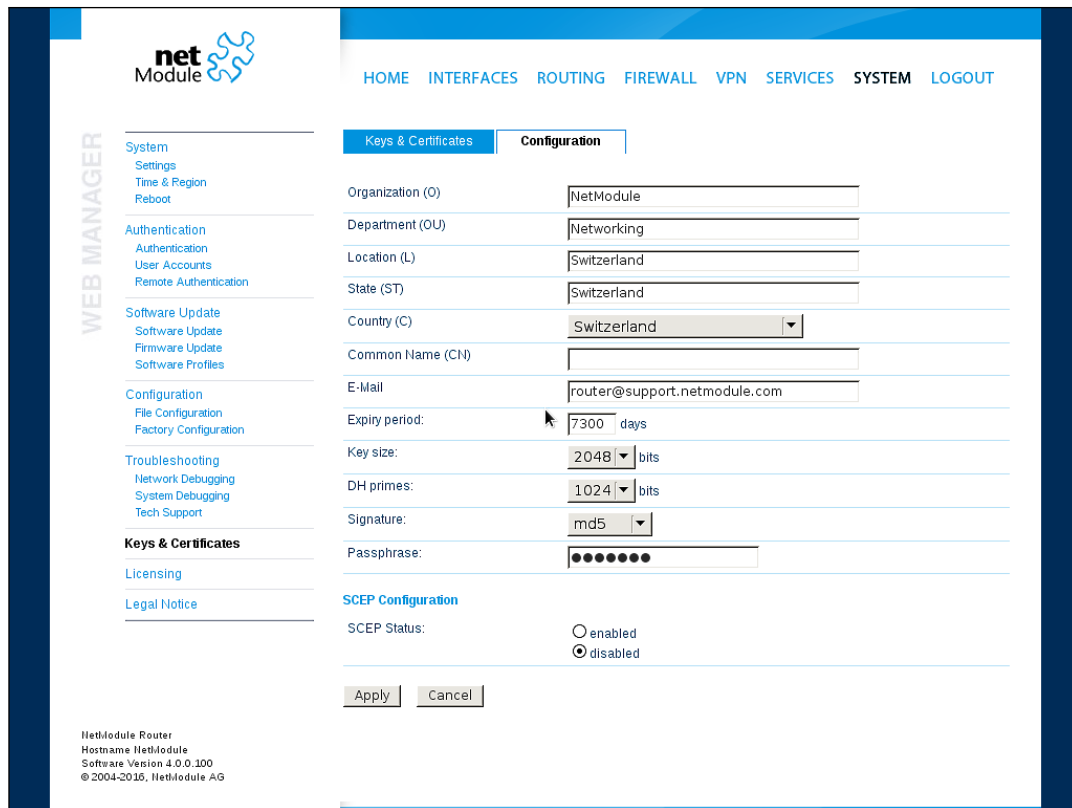 net
Module
HOME INTERFACES ROUTING FIREWALL VPN SERVICES SYSTEM LOGOUT
WEB MANAGER
System
Settings
Time & Region
Reboot
Authentication
Authentication
User Accounts
Remote Authentication
Software Update
Software Update
Firmware Update
Software Profiles
Configuration
File Configuration
Factory Configuration
Troubleshooting
Network Debugging
System Debugging
Tech Support
Keys & Certificates
Licensing
Legal Notice
Keys & Certificates Configuration
Organization (O) NetModule
Department (OU) Networking
Location (L) Switzerland
State (ST) Switzerland
Country (C) Switzerland
Common Name (CN)
E-Mail router@support.netmodule.com
Expiry period: 7300 days
Key size: 2048 bits
DH primes: 1024 bits
Signature: md5
Passphrase: ●●●●●●●
SCEP Configuration
SCEP Status: enabled
disabled
Apply Cancel
NetModule Router
Hostname NetModule
Software Version 4.0.0.100
© 2004-2016, NetModule AG